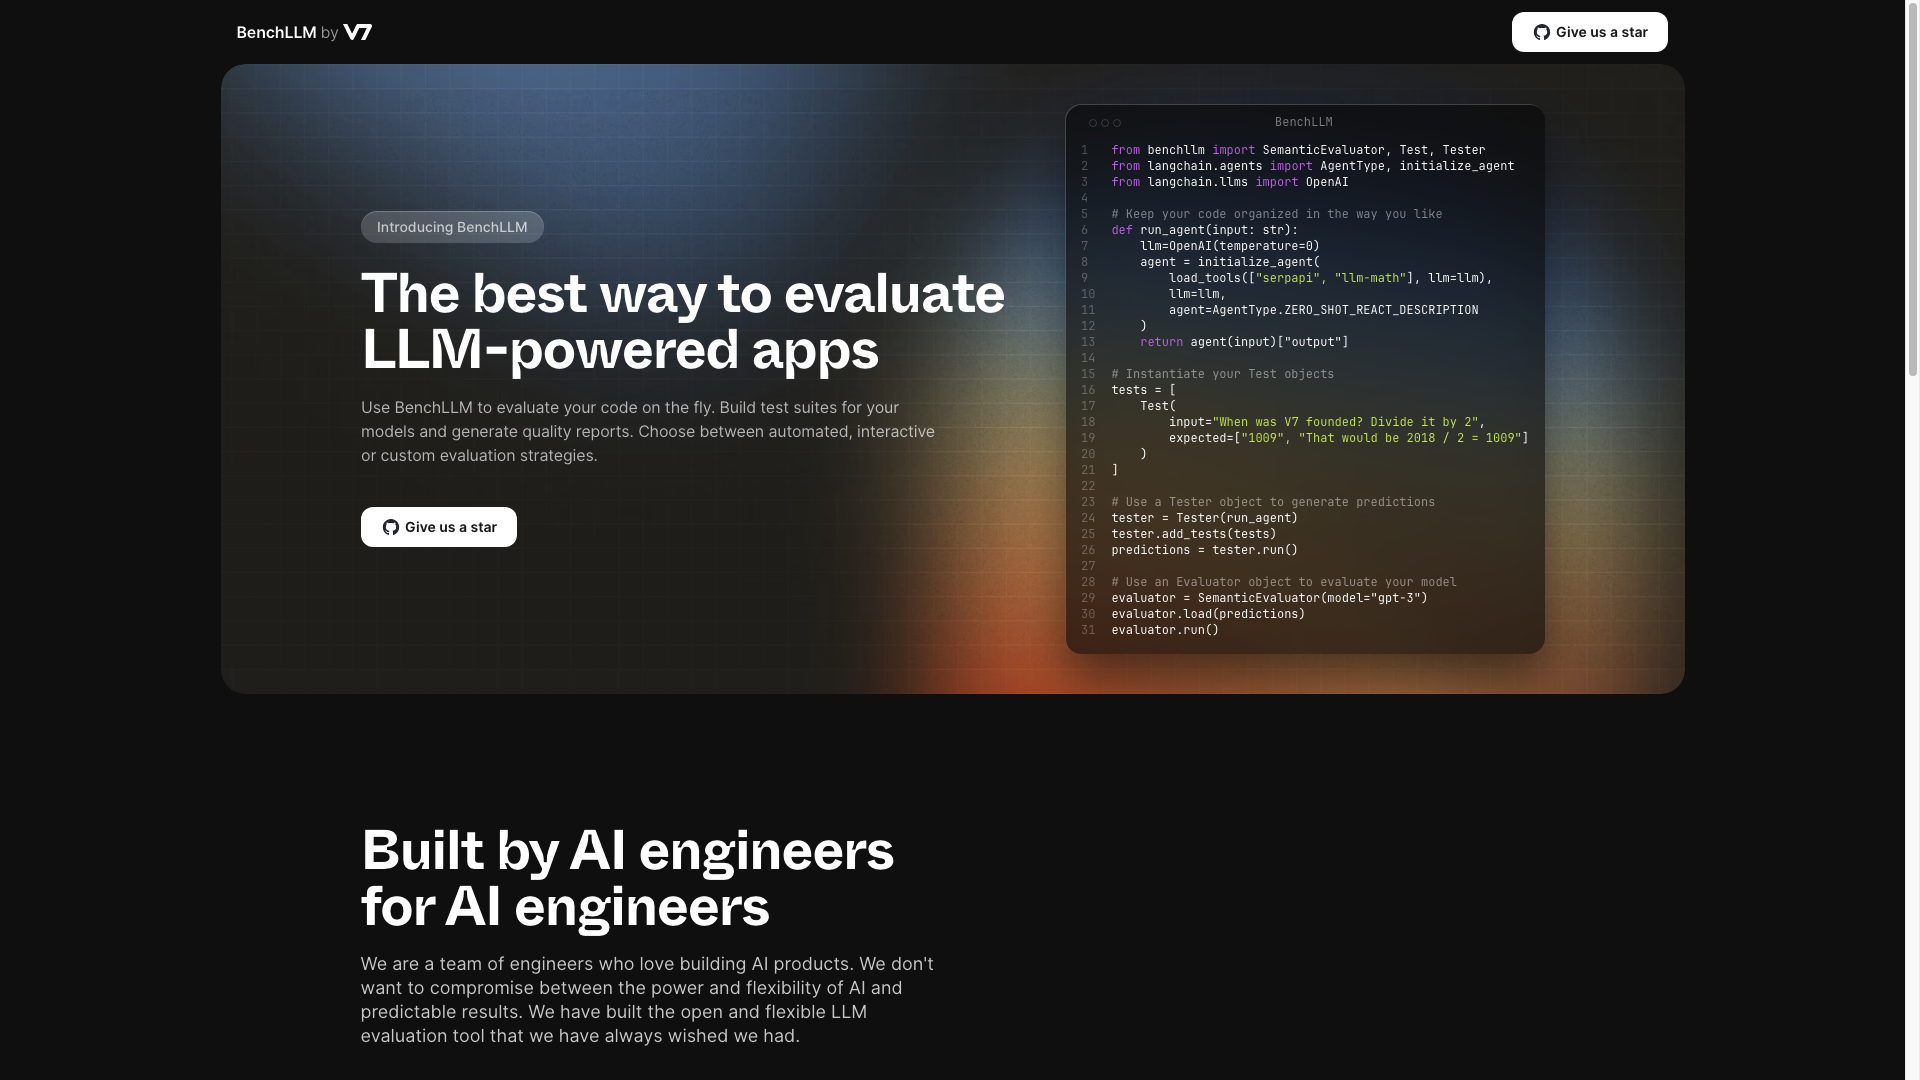 BenchLLM by V7
Give us a star
Introducing BenchLLM
The best way to evaluate
LLM-powered apps
Use BenchLLM to evaluate your code on the fly. Build test suites for your
models and generate quality reports. Choose between automated, interactive
or custom evaluation strategies.
Give us a star
BenchLLM
1 from benchllm import SemanticEvaluator, Test, Tester
2 from langchain.agents import AgentType, initialize_agent
3 from langchain.llms import OpenAI
4
5 # Keep your code organized in the way you like
6 def run_agent(input: str):
7     llm=OpenAI(temperature=0)
8     agent = initialize_agent(
9         load_tools(["serpapi", "llm-math"], llm=llm),
10         llm=llm,
11         agent=AgentType.ZERO_SHOT_REACT_DESCRIPTION
12     )
13     return agent(input)["output"]
14
15 # Instantiate your Test objects
16 tests = [
17     Test(
18         input="When was V7 founded? Divide it by 2",
19         expected=["1009", "That would be 2018 / 2 = 1009"]
20     )
21 ]
22
23 # Use a Tester object to generate predictions
24 tester = Tester(run_agent)
25 tester.add_tests(tests)
26 predictions = tester.run()
27
28 # Use an Evaluator object to evaluate your model
29 evaluator = SemanticEvaluator(model="gpt-3")
30 evaluator.load(predictions)
31 evaluator.run()
Built by AI engineers
for AI engineers
We are a team of engineers who love building AI products. We don't
want to compromise between the power and flexibility of AI and
predictable results. We have built the open and flexible LLM
evaluation tool that we have always wished we had.